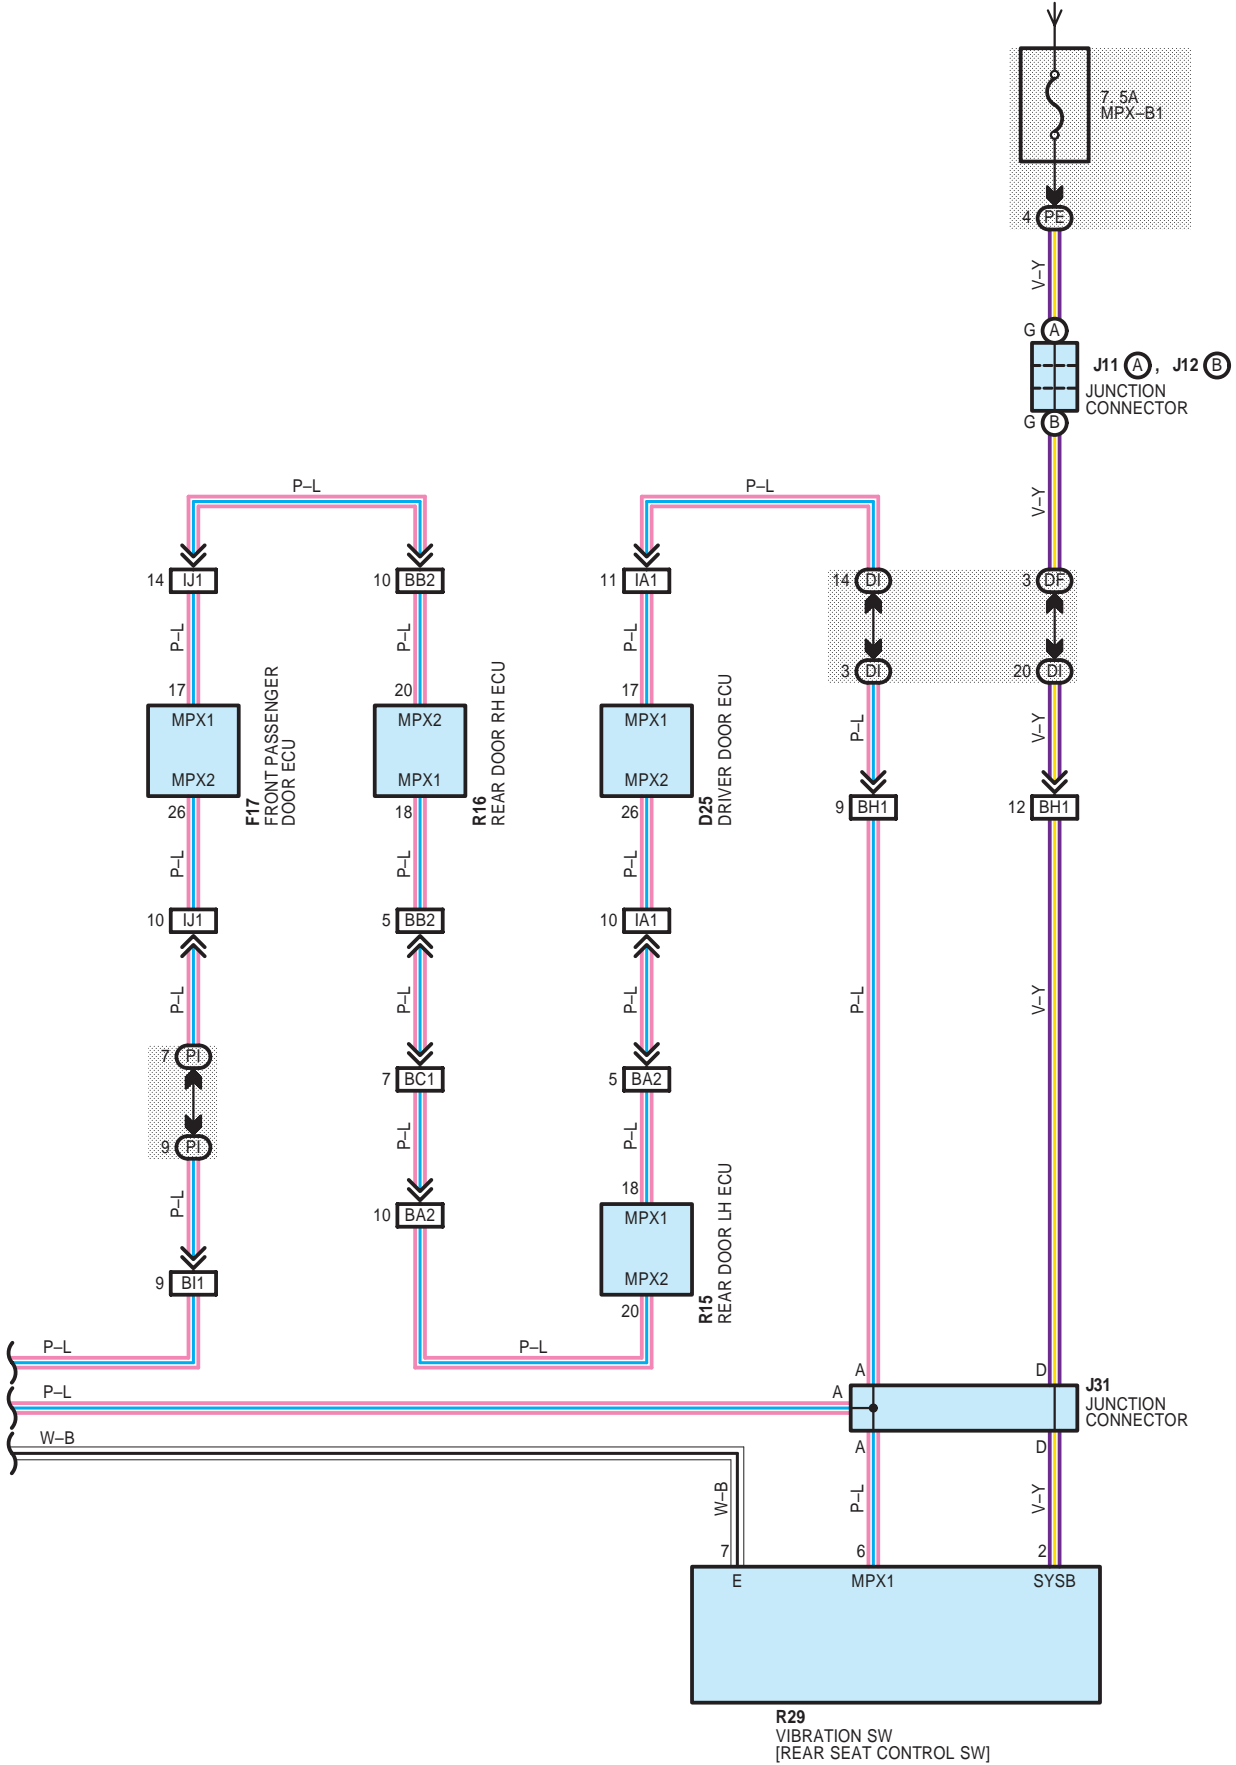 7. 5A
MPX–B1
4 PE
V–Y
G A
J11 A , J12 B
JUNCTION
CONNECTOR
G B
P–L
P–L
V–Y
14 IJ1
10 BB2
11 IA1
14 DI
3 DF
P–L
P–L
P–L
3 DI
20 DI
17
20
17
MPX1
MPX2
F17
FRONT PASSENGER
DOOR ECU
MPX2
MPX1
R16
REAR DOOR RH ECU
MPX1
MPX2
D25
DRIVER DOOR ECU
P–L
V–Y
26
18
26
9 BH1
12 BH1
P–L
P–L
P–L
10 IJ1
5 BB2
10 IA1
P–L
P–L
P–L
P–L
V–Y
7 PI
7 BC1
5 BA2
9 PI
P–L
P–L
P–L
18
10 BA2
MPX1
MPX2
R15
REAR DOOR LH ECU
9 BI1
20
P–L
P–L
P–L
A
D
A
J31
JUNCTION
CONNECTOR
W–B
A
D
W–B
P–L
V–Y
7
6
2
E
MPX1
SYSB
R29
VIBRATION SW
[REAR SEAT CONTROL SW]